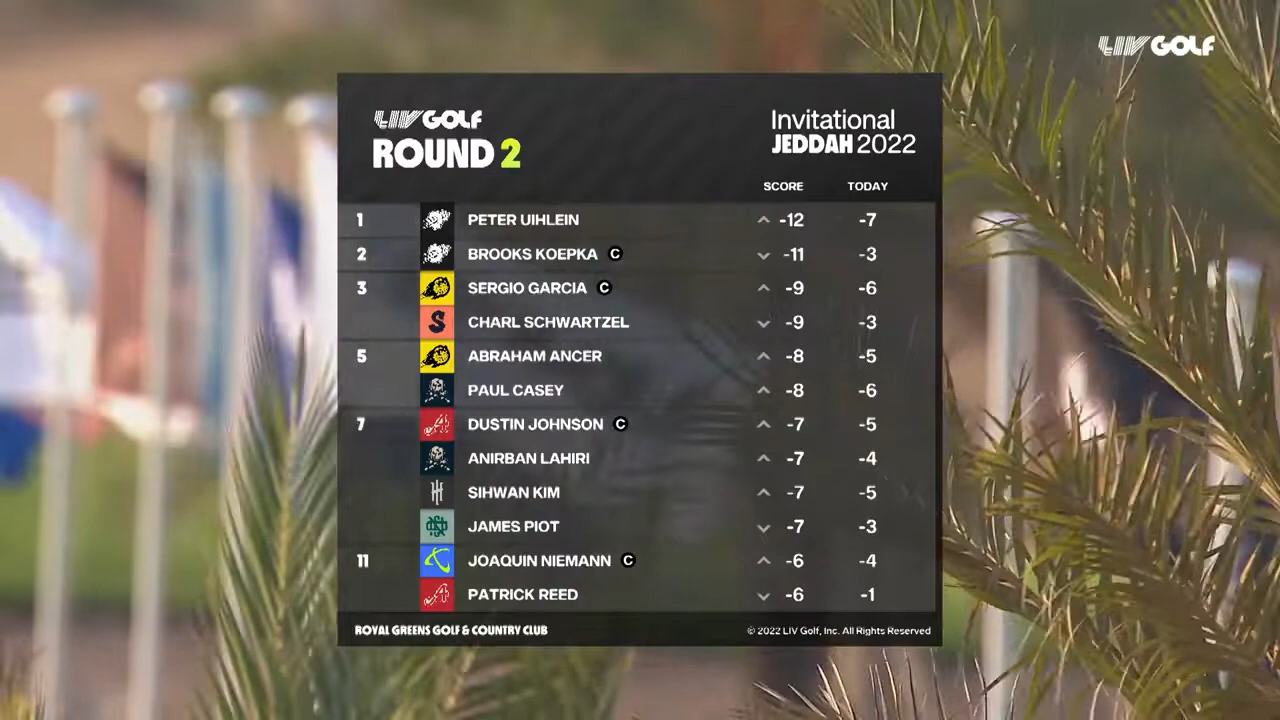 LIV GOLF
LIV GOLF
ROUND 2
Invitational
JEDDAH 2022
SCORE TODAY
1 PETER UIHLEIN -12 -7
2 BROOKS KOEPKA C -11 -3
3 SERGIO GARCIA C -9 -6
S CHARL SCHWARTZEL -9 -3
5 ABRAHAM ANCER -8 -5
PAUL CASEY -8 -6
7 4 DUSTIN JOHNSON C -7 -5
ANIRBAN LAHIRI -7 -4
SIHWAN KIM -7 -5
JAMES PIOT -7 -3
11 JOAQUIN NIEMANN C -6 -4
4 PATRICK REED -6 -1
ROYAL GREENS GOLF & COUNTRY CLUB © 2022 LIV Golf, Inc. All Rights Reserved